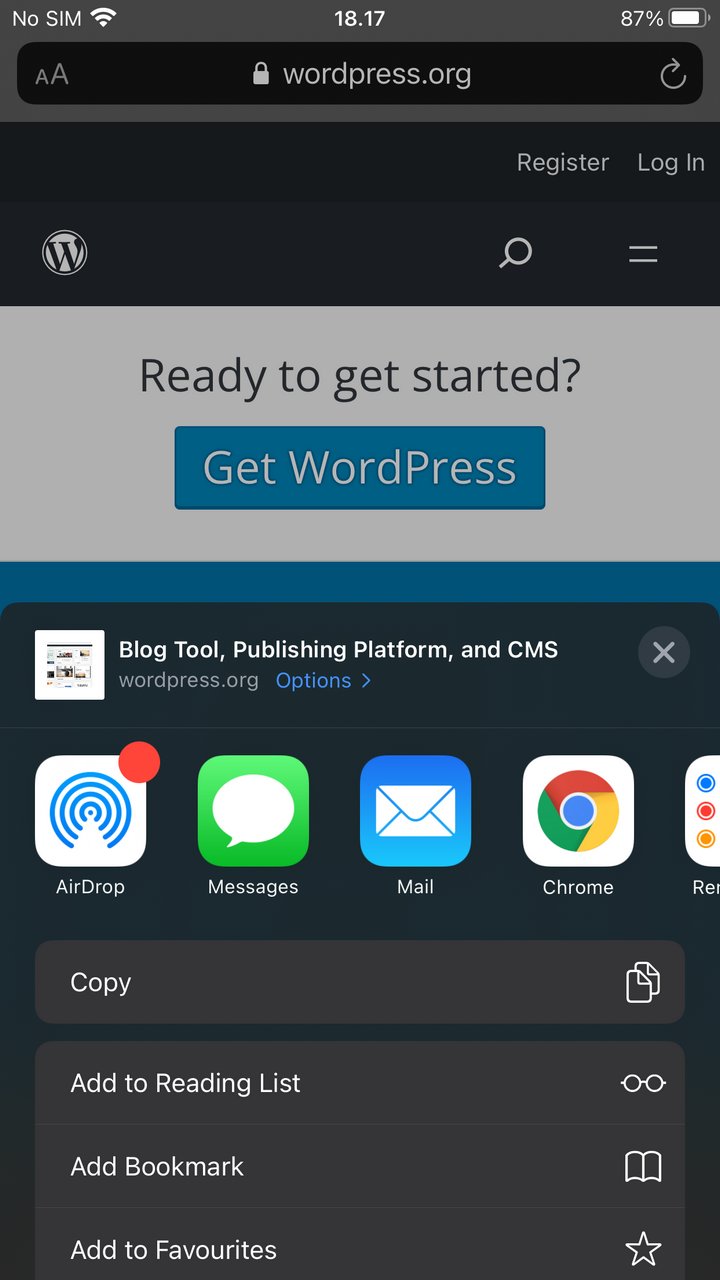 No SIM 18.17 87%
AA wordpress.org
Register Log In
Ready to get started?
Get WordPress
Blog Tool, Publishing Platform, and CMS
wordpress.org Options >
AirDrop Messages Mail Chrome Rer
Copy
Add to Reading List
Add Bookmark
Add to Favourites